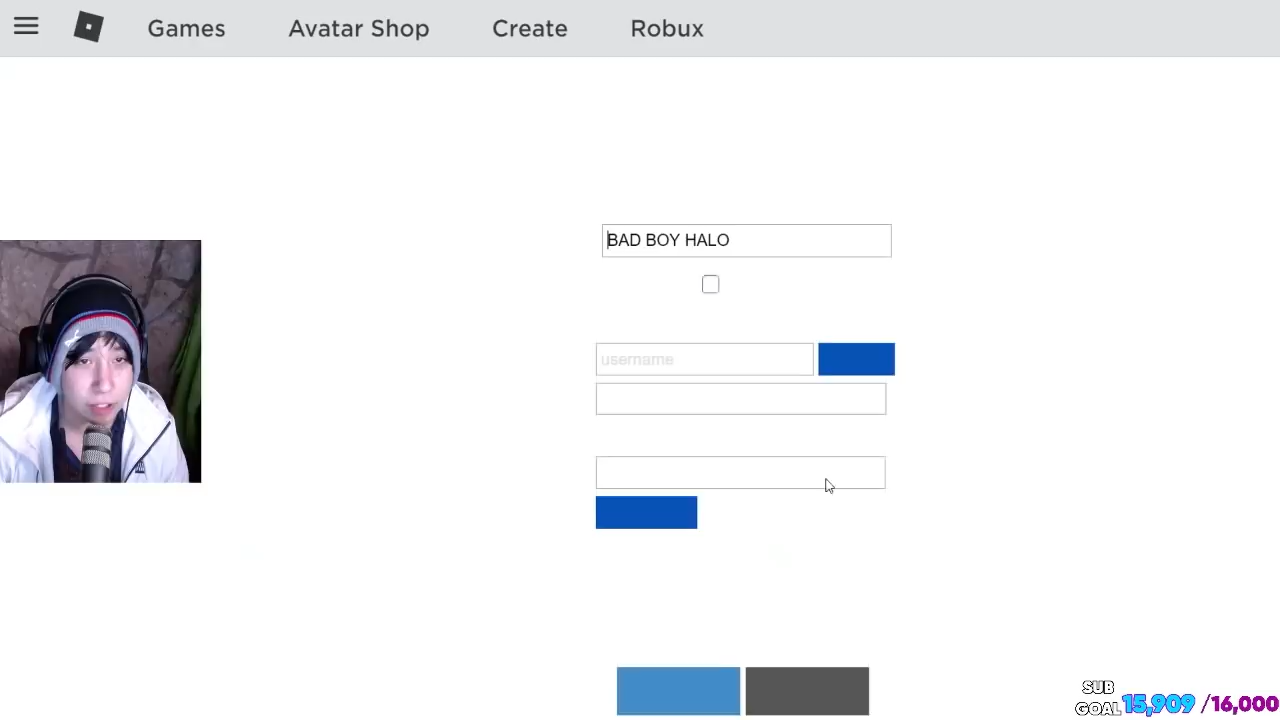 Games Avatar Shop Create Robux
BAD BOY HALO
username
SUB
GOAL 15,909 /16,000